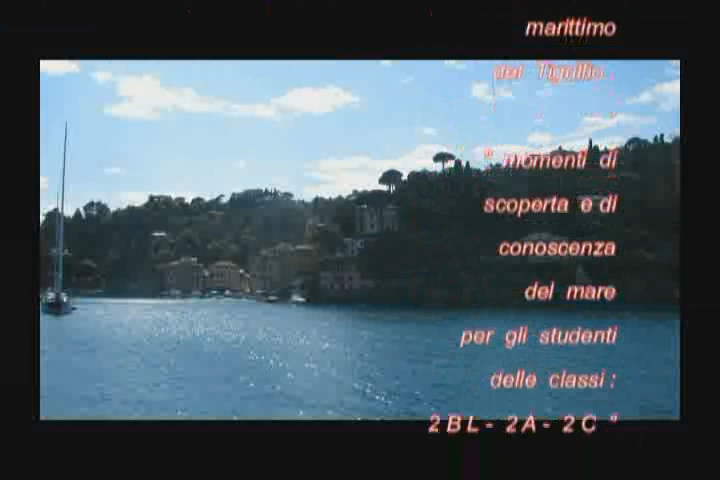 marittimo
del Tigullio.
" momenti di
scoperta e di
conoscenza
del mare
per gli studenti
delle classi :
2BL- 2A- 2C "